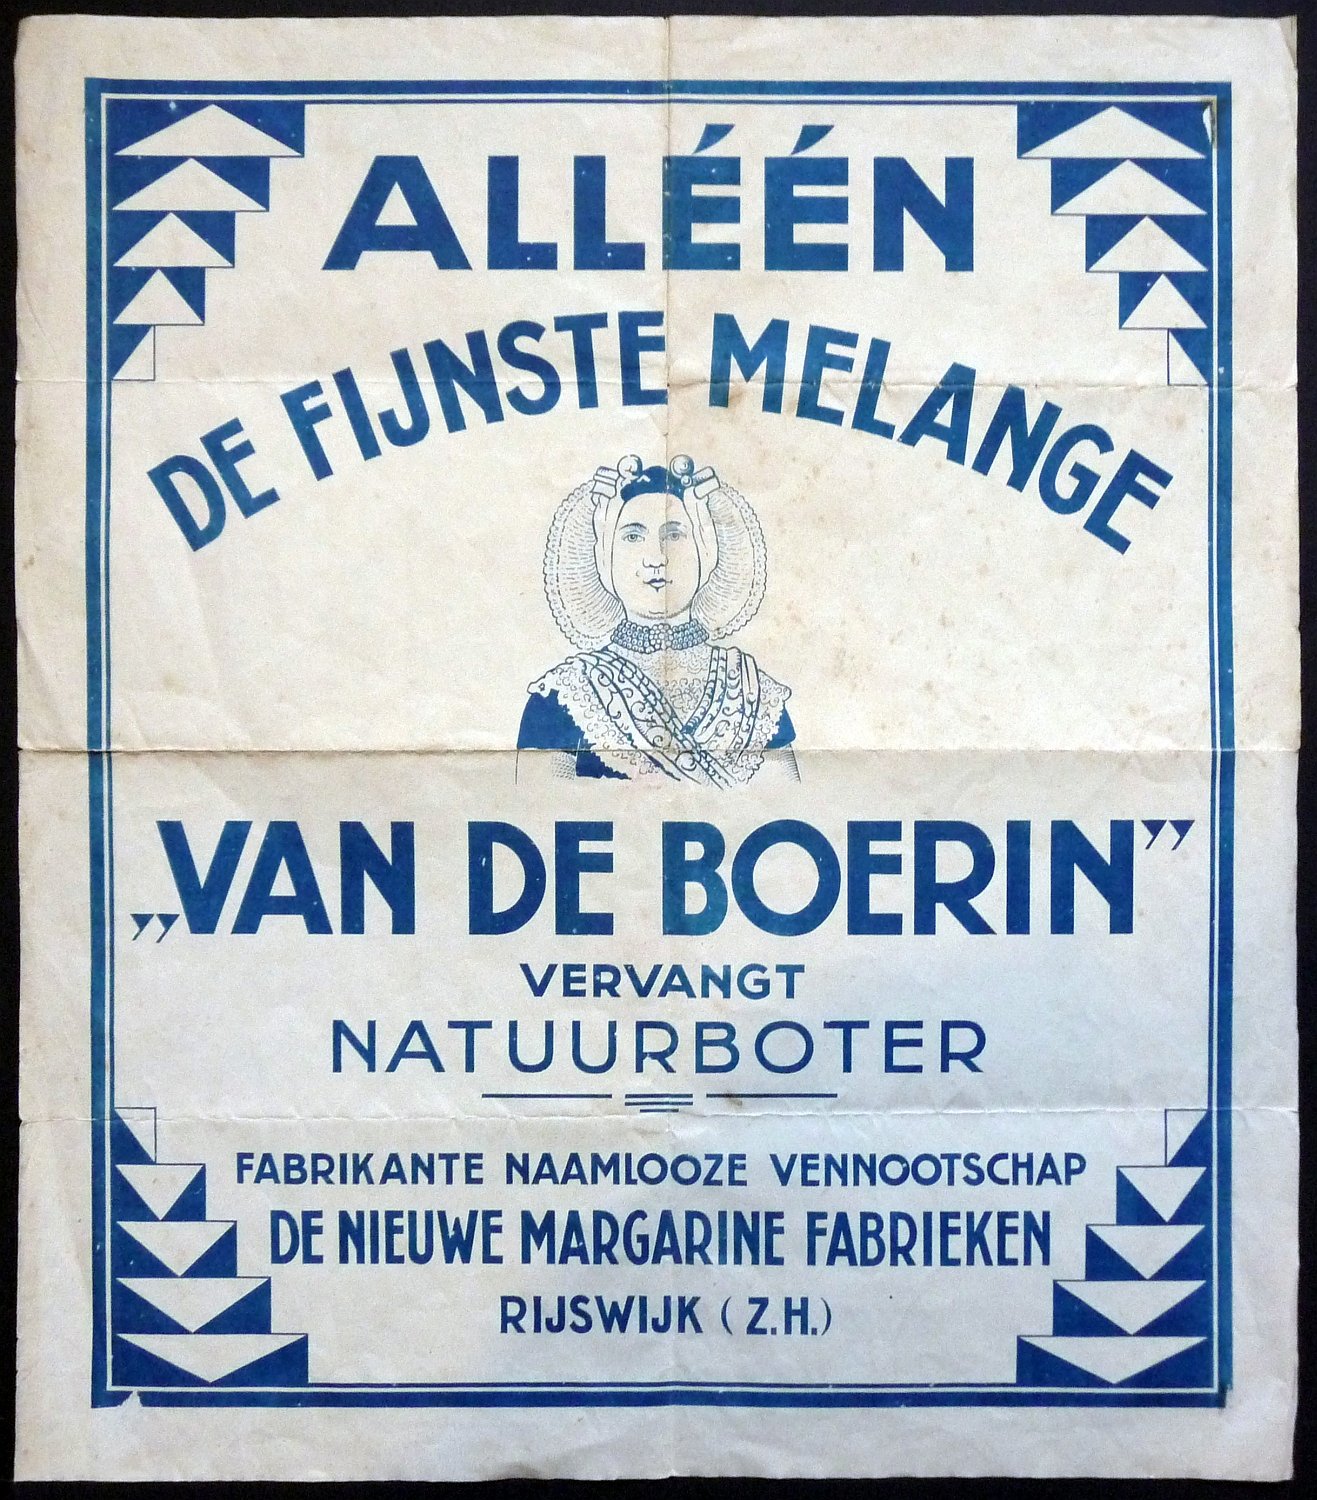 ALLÉÉN
DE FIJNSTE MELANGE
„VAN DE BOERIN”
VERVANGT
NATUURBOTER
FABRIKANTE NAAMLOOZE VENNOOTSCHAP
DE NIEUWE MARGARINE FABRIEKEN
RIJSWIJK (Z.H.)